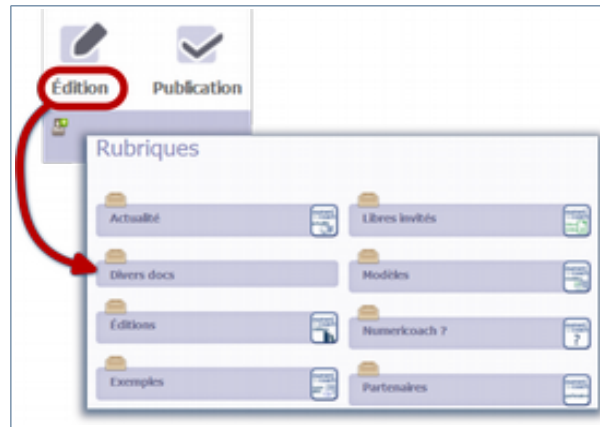 Édition Publication
Rubriques
Actualité
Libres invités
Divers docs
Modèles
Éditions
Numericoach ?
Exemples
Partenaires